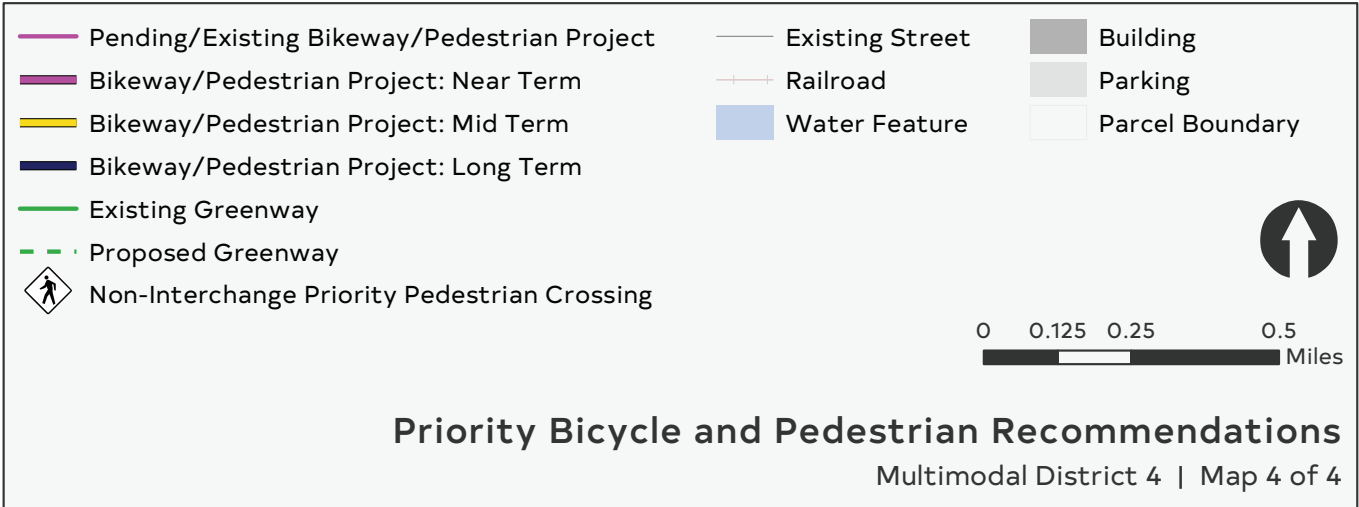 Pending/Existing Bikeway/Pedestrian Project
Bikeway/Pedestrian Project: Near Term
Bikeway/Pedestrian Project: Mid Term
Bikeway/Pedestrian Project: Long Term
Existing Greenway
Proposed Greenway
Non-Interchange Priority Pedestrian Crossing
Existing Street
Railroad
Water Feature
Building
Parking
Parcel Boundary
0 0.125 0.25 0.5
Miles
Priority Bicycle and Pedestrian Recommendations
Multimodal District 4 | Map 4 of 4